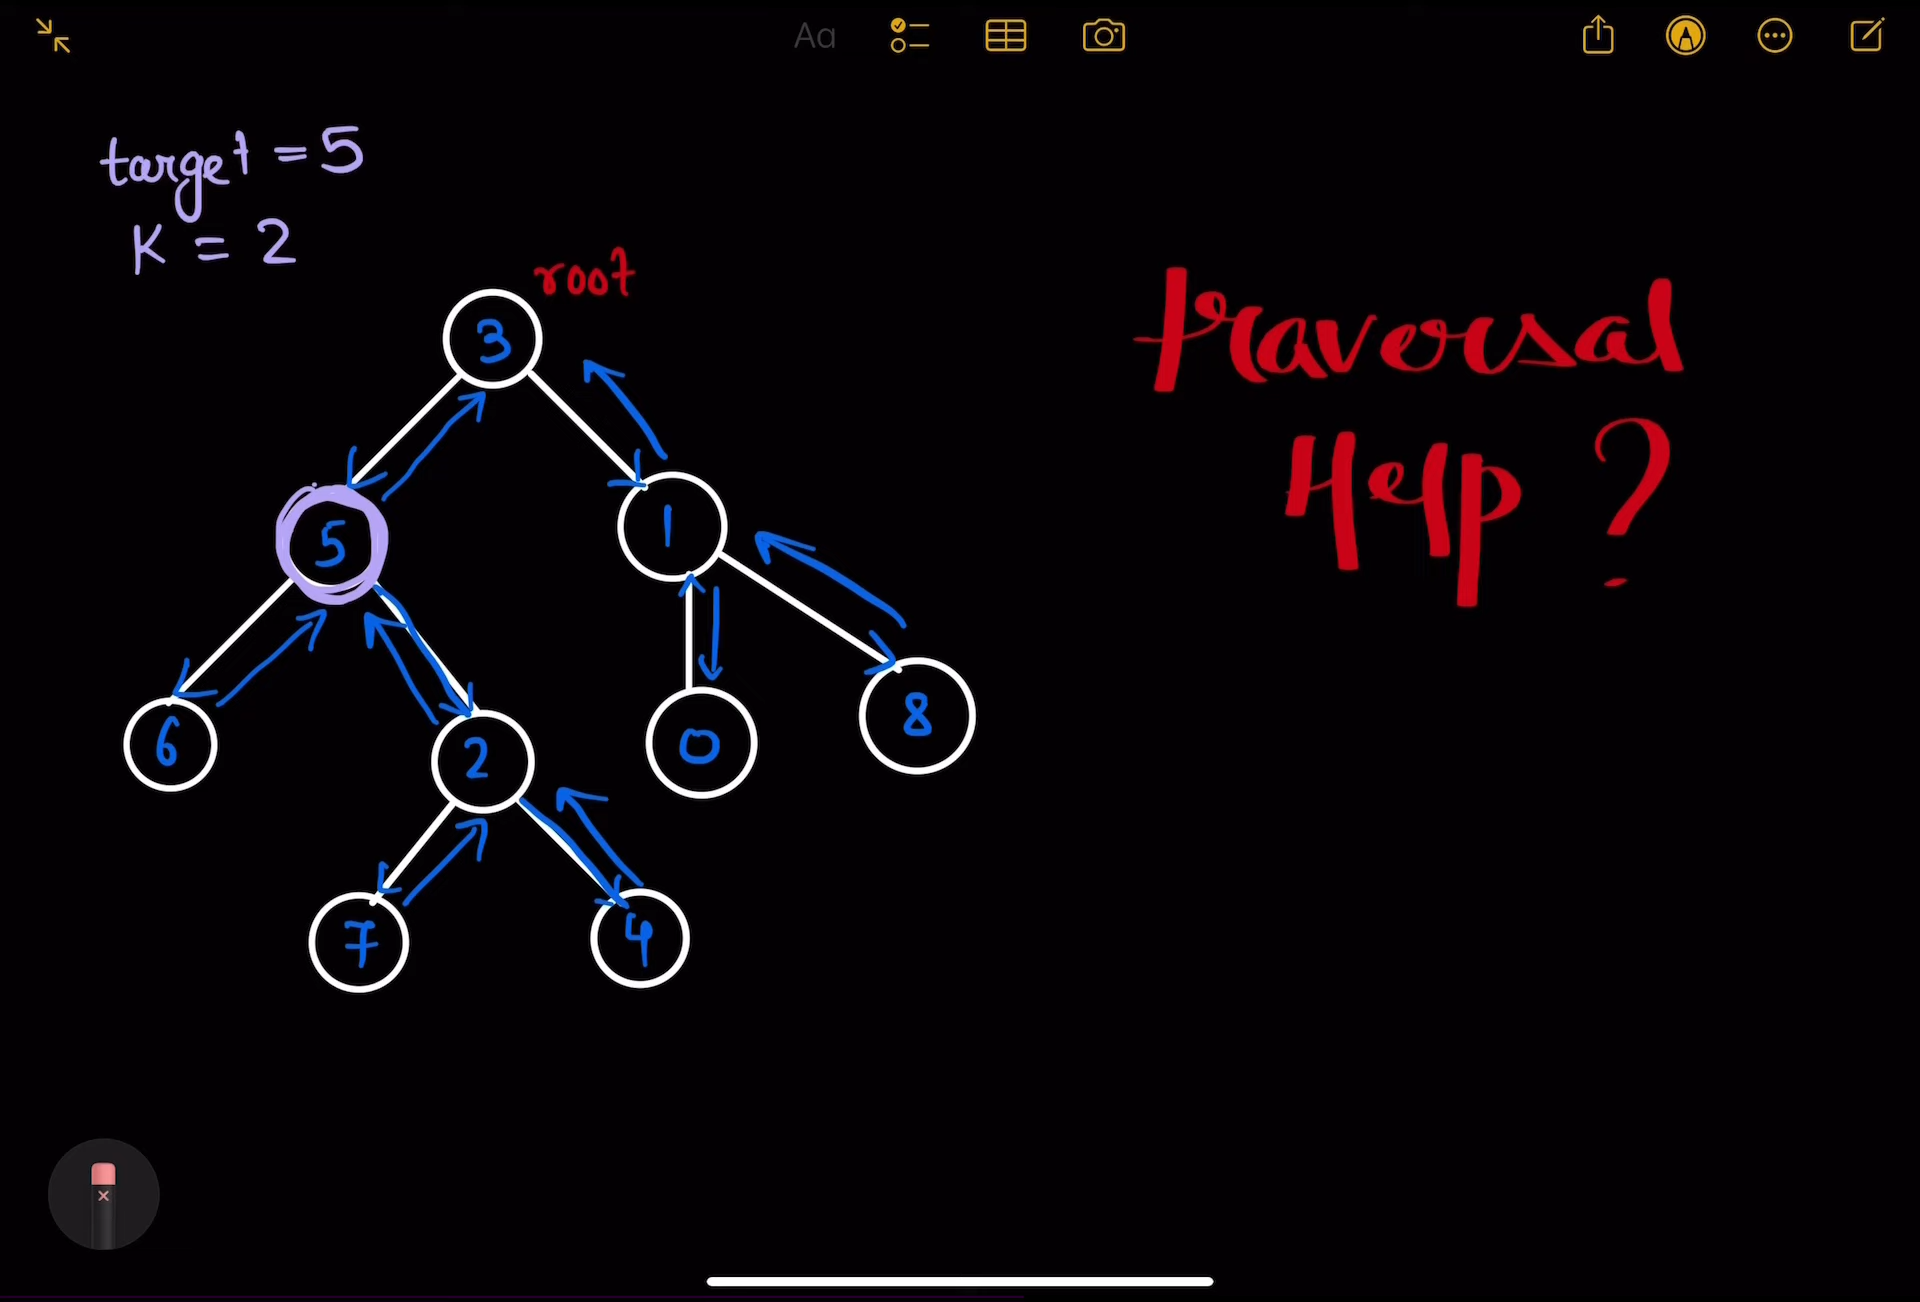 Aa
target = 5
K = 2
root
3
traversal
Help ?
5
1
6
2
0
8
7
4